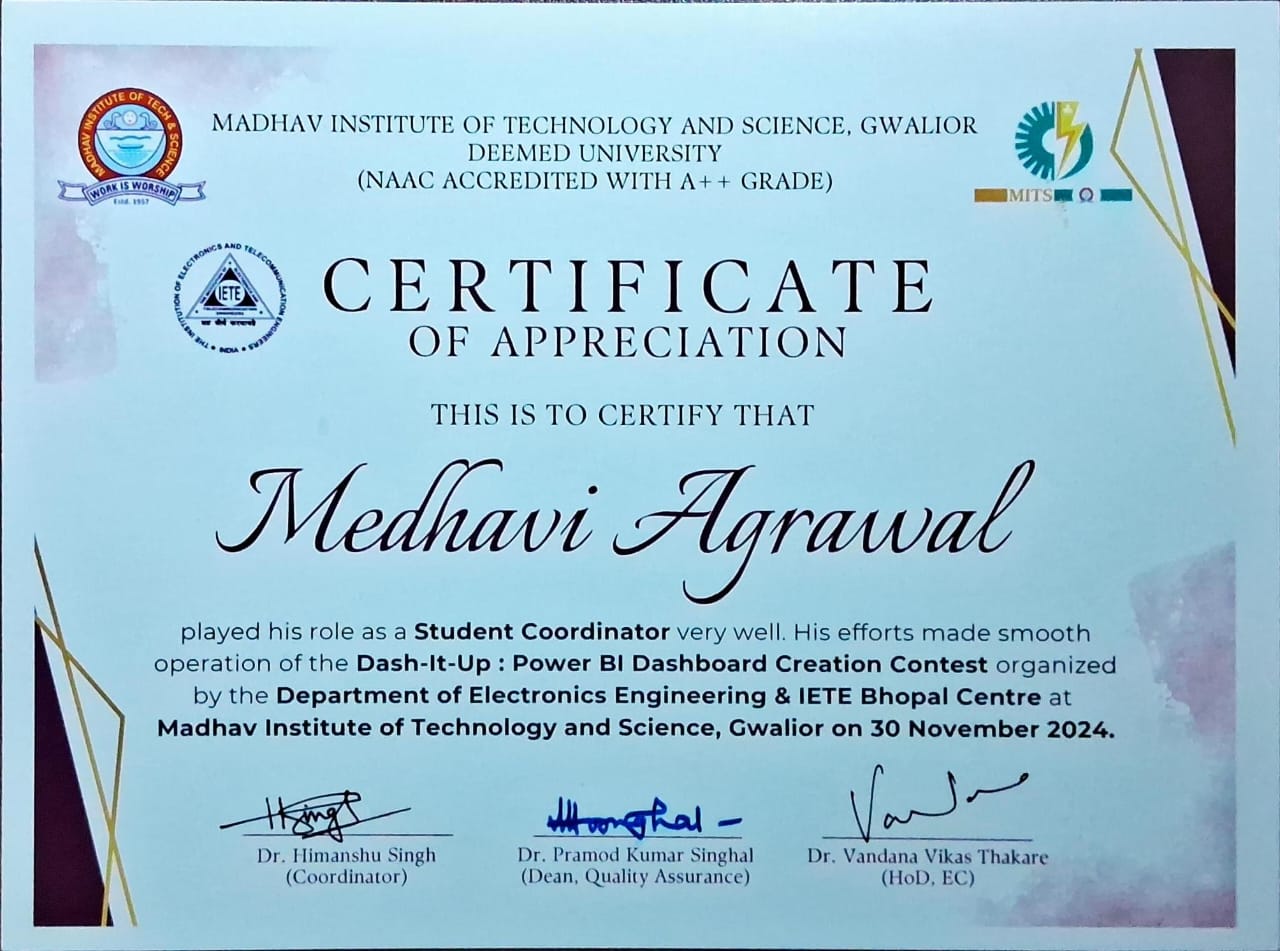 MADHAV INSTITUTE OF TECHNOLOGY AND SCIENCE, GWALIOR
DEEMED UNIVERSITY
(NAAC ACCREDITED WITH A++ GRADE)
MADHAV INSTITUTE OF TECH & SCIENCE
WORK IS WORSHIP
Estd. 1957
MITS
THE INSTITUTION OF ELECTRONICS AND TELECOMMUNICATION ENGINEERS
INDIA
IETE
CERTIFICATE
OF APPRECIATION
THIS IS TO CERTIFY THAT
Medhavi Agrawal
played his role as a Student Coordinator very well. His efforts made smooth
operation of the Dash-It-Up : Power BI Dashboard Creation Contest organized
by the Department of Electronics Engineering & IETE Bhopal Centre at
Madhav Institute of Technology and Science, Gwalior on 30 November 2024.
Dr. Himanshu Singh
(Coordinator)
Dr. Pramod Kumar Singhal
(Dean, Quality Assurance)
Dr. Vandana Vikas Thakare
(HoD, EC)